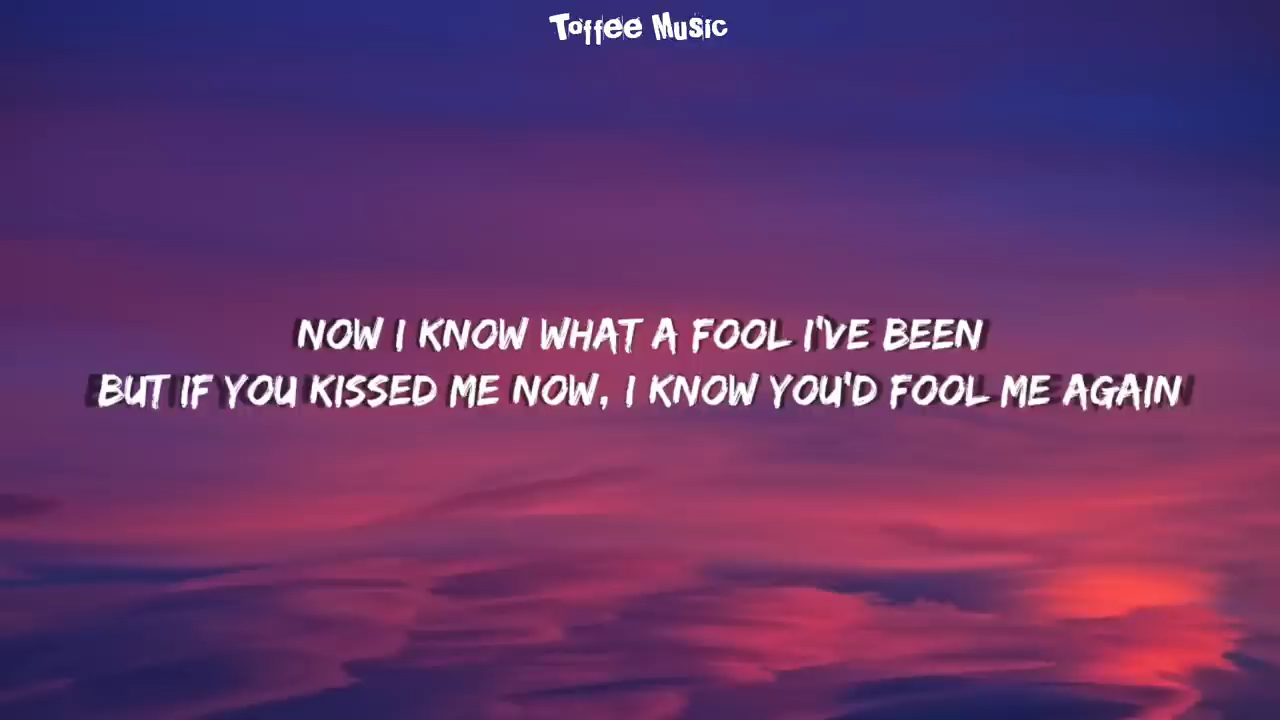 Toffee Music
NOW I KNOW WHAT A FOOL I'VE BEEN
BUT IF YOU KISSED ME NOW, I KNOW YOU'D FOOL ME AGAIN